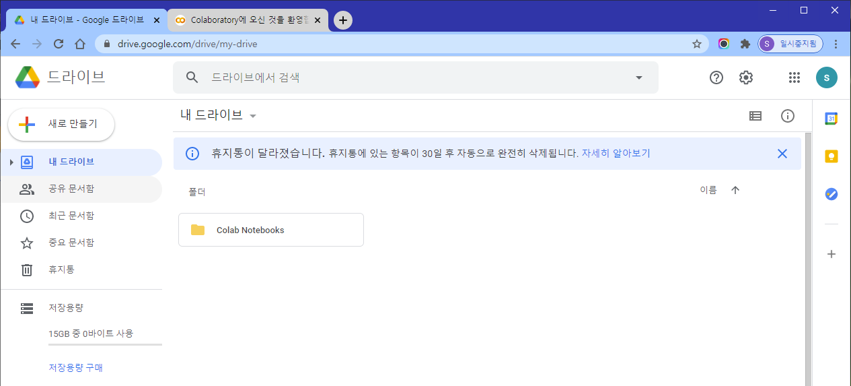 내 드라이브 - Google 드라이브
Colaboratory에 오신 것을 환영
drive.google.com/drive/my-drive
S 일시중지됨
드라이브
드라이브에서 검색
S
새로 만들기
내 드라이브
휴지통이 달라졌습니다. 휴지통에 있는 항목이 30일 후 자동으로 완전히 삭제됩니다. 자세히 알아보기
내 드라이브
공유 문서함
최근 문서함
중요 문서함
휴지통
폴더
이름
Colab Notebooks
저장용량
15GB 중 0바이트 사용
저장용량 구매
31